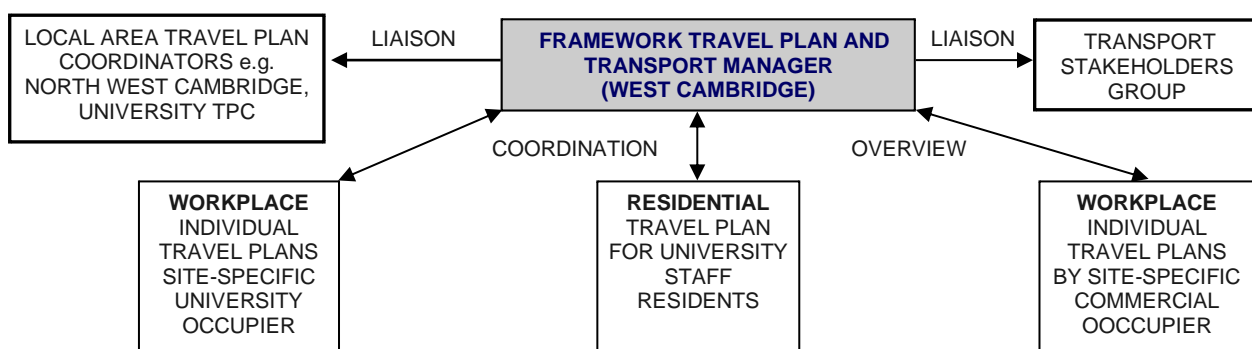 LOCAL AREA TRAVEL PLAN
COORDINATORS e.g.
NORTH WEST CAMBRIDGE,
UNIVERSITY TPC
LIAISON
FRAMEWORK TRAVEL PLAN AND
TRANSPORT MANAGER
(WEST CAMBRIDGE)
LIAISON
TRANSPORT
STAKEHOLDERS
GROUP
COORDINATION
OVERVIEW
WORKPLACE
INDIVIDUAL
TRAVEL PLANS
SITE-SPECIFIC
UNIVERSITY
OCCUPIER
RESIDENTIAL
TRAVEL PLAN
FOR UNIVERSITY
STAFF
RESIDENTS
WORKPLACE
INDIVIDUAL
TRAVEL PLANS
BY SITE-SPECIFIC
COMMERCIAL
OOCCUPIER